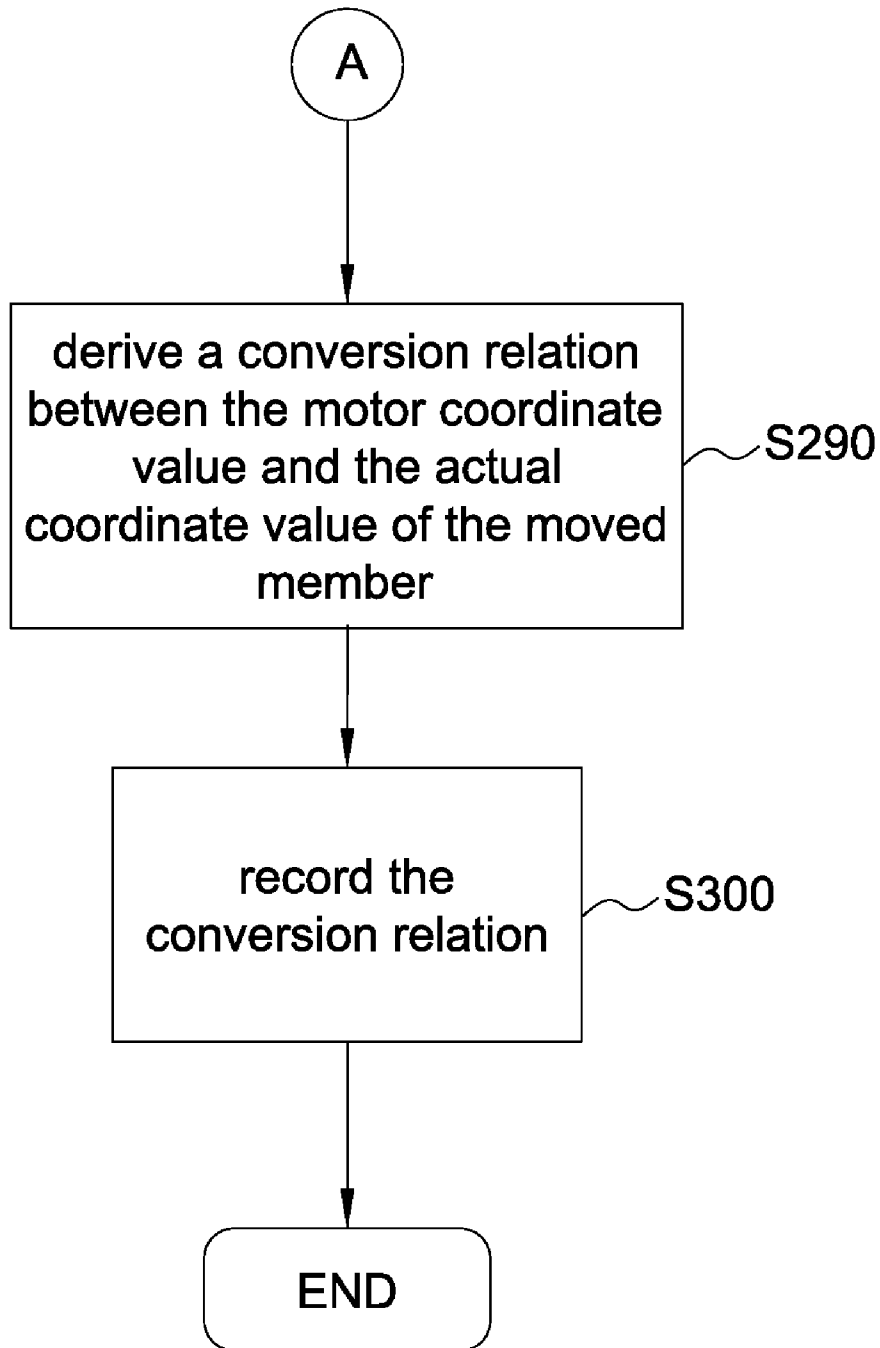 A
derive a conversion relation
between the motor coordinate
value and the actual
coordinate value of the moved
member
S290
record the
conversion relation
S300
END